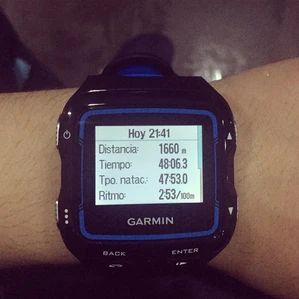 Hoy 21:41
Distancia: 1660 m
Tiempo: 48:06.3
Tpo. natac.: 47:53.0
Ritmo: 2:53/100m
GARMIN
BACK ENTER